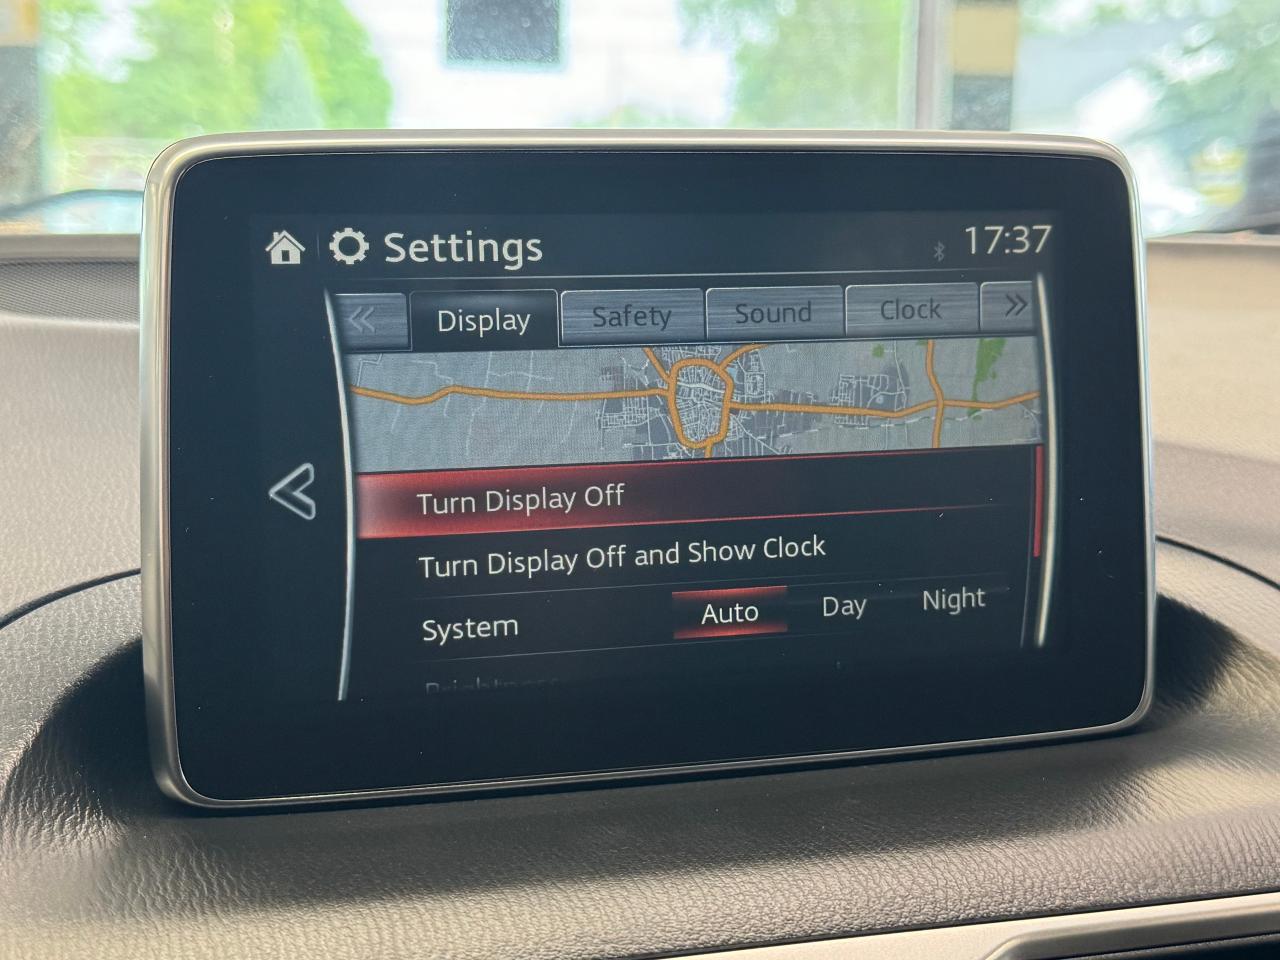 Settings
17:37
Display
Safety
Sound
Clock
Turn Display Off
Turn Display Off and Show Clock
System
Auto
Day
Night
Brightness